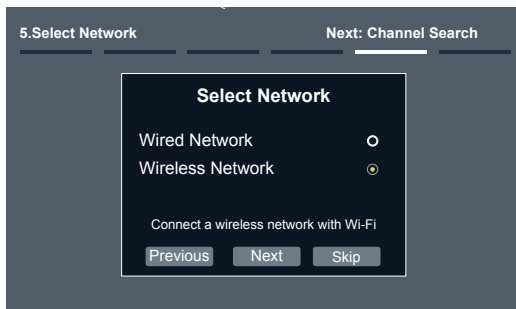 5.Select Network Next: Channel Search
Select Network
Wired Network
Wireless Network
Connect a wireless network with Wi-Fi
Previous Next Skip